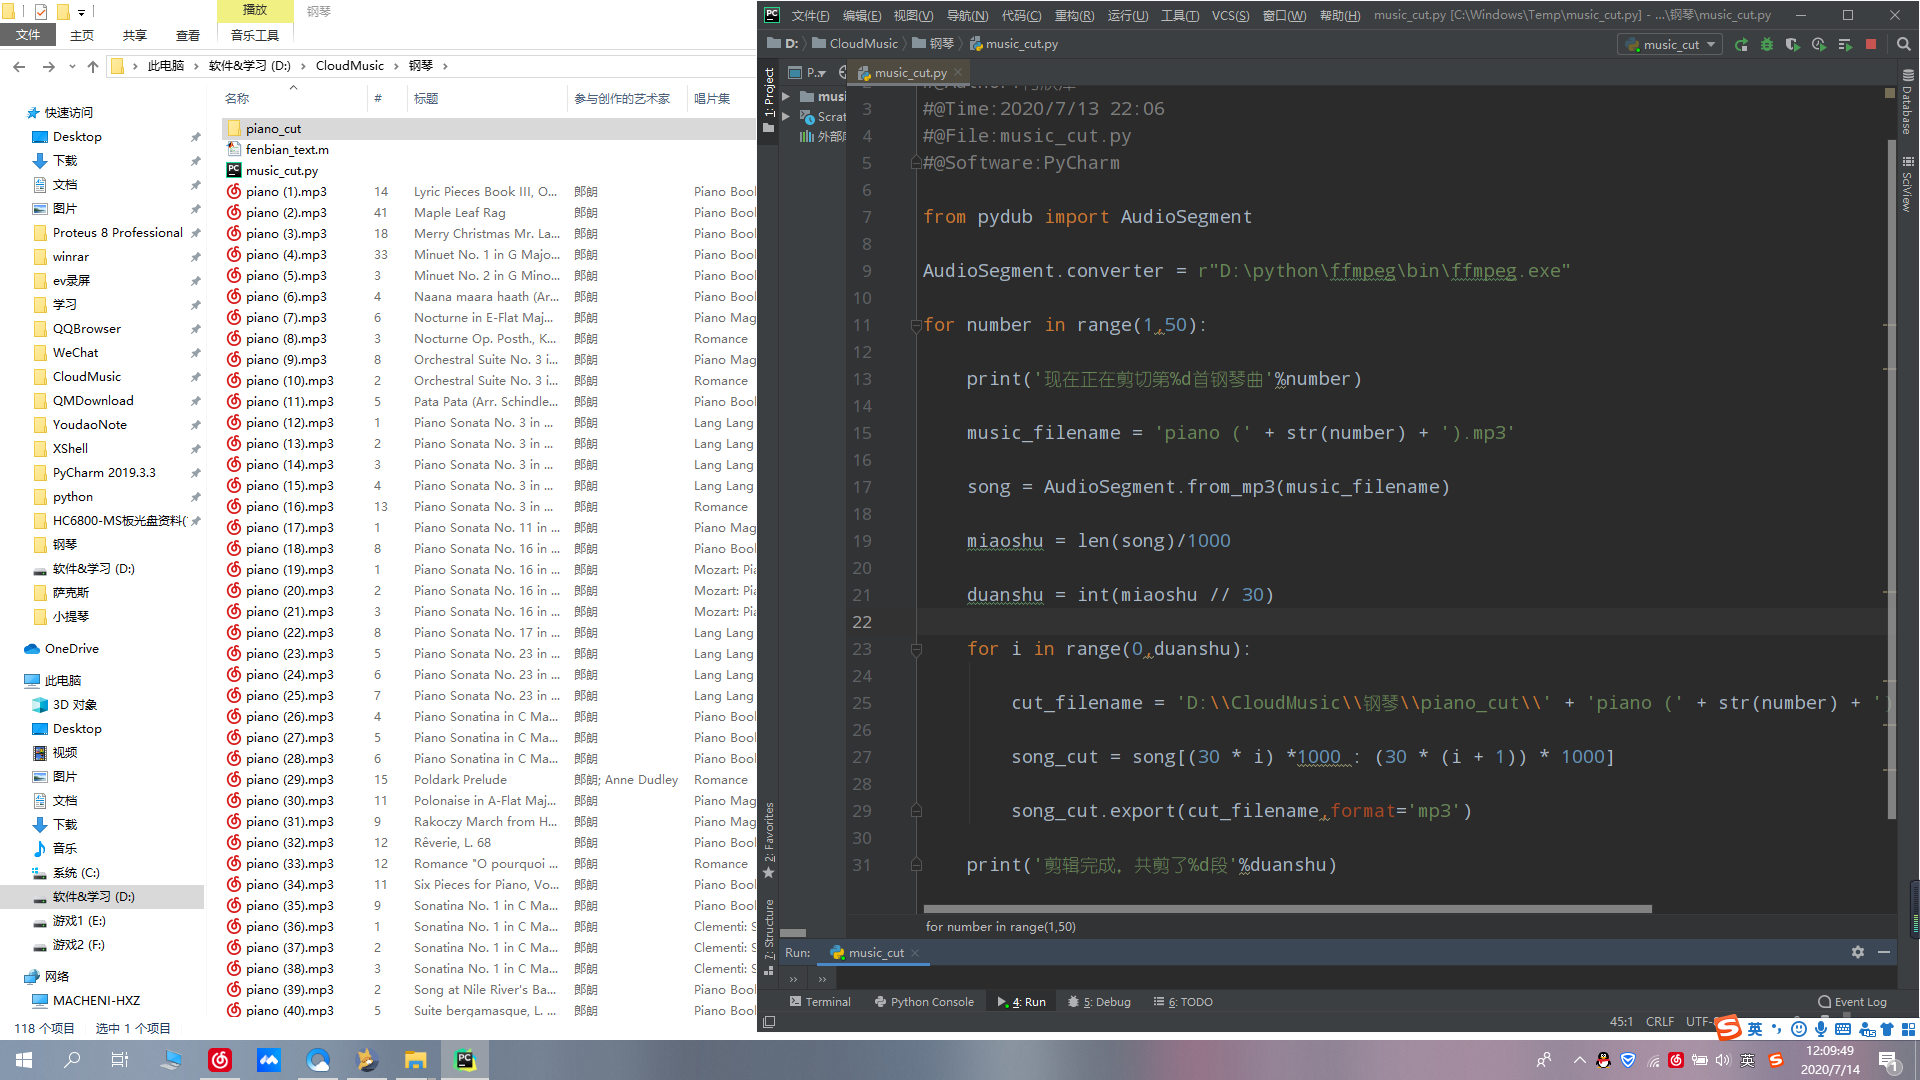 播放
钢琴
文件
主页
共享
查看
音乐工具
此电脑
软件&学习 (D:)
CloudMusic
钢琴
快速访问
Desktop
下载
文档
图片
Proteus 8 Professional
winrar
ev录屏
学习
QQBrowser
WeChat
CloudMusic
QMDownload
YoudaoNote
XShell
PyCharm 2019.3.3
python
HC6800-MS板光盘资料(
钢琴
软件&学习 (D:)
萨克斯
小提琴
OneDrive
此电脑
3D 对象
Desktop
视频
图片
文档
下载
音乐
系统 (C:)
软件&学习 (D:)
游戏1 (E:)
游戏2 (F:)
网络
MACHENI-HXZ
118 个项目 选中 1 个项目
名称 # 标题 参与创作的艺术家 唱片集
piano_cut
fenbian_text.m
music_cut.py
piano (1).mp3 14 Lyric Pieces Book III, O... 郎朗 Piano Boo
piano (2).mp3 41 Maple Leaf Rag 郎朗 Piano Boo
piano (3).mp3 18 Merry Christmas Mr. La... 郎朗 Piano Boo
piano (4).mp3 33 Minuet No. 1 in G Majo... 郎朗 Piano Boo
piano (5).mp3 3 Minuet No. 2 in G Mino... 郎朗 Piano Boo
piano (6).mp3 4 Naana maara haath (Ar... 郎朗 Piano Boo
piano (7).mp3 6 Nocturne in E-Flat Maj... 郎朗 Piano Mag
piano (8).mp3 3 Nocturne Op. Posth., K... 郎朗 Romance
piano (9).mp3 8 Orchestral Suite No. 3 i... 郎朗 Piano Mag
piano (10).mp3 2 Orchestral Suite No. 3 i... 郎朗 Romance
piano (11).mp3 5 Pata Pata (Arr. Schindle... 郎朗 Piano Boo
piano (12).mp3 1 Piano Sonata No. 3 in ... 郎朗 Lang Lang
piano (13).mp3 2 Piano Sonata No. 3 in ... 郎朗 Lang Lang
piano (14).mp3 3 Piano Sonata No. 3 in ... 郎朗 Lang Lang
piano (15).mp3 4 Piano Sonata No. 3 in ... 郎朗 Lang Lang
piano (16).mp3 13 Piano Sonata No. 3 in ... 郎朗 Romance
piano (17).mp3 1 Piano Sonata No. 11 in ... 郎朗 Piano Mag
piano (18).mp3 8 Piano Sonata No. 16 in ... 郎朗 Piano Boo
piano (19).mp3 1 Piano Sonata No. 16 in ... 郎朗 Mozart: Pia
piano (20).mp3 2 Piano Sonata No. 16 in ... 郎朗 Mozart: Pia
piano (21).mp3 3 Piano Sonata No. 16 in ... 郎朗 Mozart: Pia
piano (22).mp3 8 Piano Sonata No. 17 in ... 郎朗 Lang Lang
piano (23).mp3 5 Piano Sonata No. 23 in ... 郎朗 Lang Lang
piano (24).mp3 6 Piano Sonata No. 23 in ... 郎朗 Lang Lang
piano (25).mp3 7 Piano Sonata No. 23 in ... 郎朗 Lang Lang
piano (26).mp3 4 Piano Sonatina in C Ma... 郎朗 Piano Boo
piano (27).mp3 5 Piano Sonatina in C Ma... 郎朗 Piano Boo
piano (28).mp3 6 Piano Sonatina in C Ma... 郎朗 Piano Boo
piano (29).mp3 15 Poldark Prelude 郎朗; Anne Dudley Romance
piano (30).mp3 11 Polonaise in A-Flat Maj... 郎朗 Piano Mag
piano (31).mp3 9 Rakoczy March from H... 郎朗 Piano Mag
piano (32).mp3 12 Rêverie, L. 68 郎朗 Piano Boo
piano (33).mp3 12 Romance "O pourquoi ... 郎朗 Romance
piano (34).mp3 11 Six Pieces for Piano, Vo... 郎朗 Piano Boo
piano (35).mp3 9 Sonatina No. 1 in C Ma... 郎朗 Piano Boo
piano (36).mp3 1 Sonatina No. 1 in C Ma... 郎朗 Clementi: S
piano (37).mp3 2 Sonatina No. 1 in C Ma... 郎朗 Clementi: S
piano (38).mp3 3 Sonatina No. 1 in C Ma... 郎朗 Clementi: S
piano (39).mp3 2 Song at Nile River's Ba... 郎朗 Piano Boo
piano (40).mp3 5 Suite bergamasque, L. ... 郎朗 Piano Boo
文件(F) 编辑(E) 视图(V) 导航(N) 代码(C) 重构(R) 运行(U) 工具(T) VCS(S) 窗口(W) 帮助(H) music_cut.py [C:\Windows\Temp\music_cut.py] - ...\钢琴\music_cut.py
D: CloudMusic 钢琴 music_cut.py
music_cut
1: Project
P..
music_cut.py
musi
Scrat
外部
Database
SciView
3 #@Time:2020/7/13 22:06
4 #@File:music_cut.py
5 #@Software:PyCharm
6
7 from pydub import AudioSegment
8
9 AudioSegment.converter = r"D:\python\ffmpeg\bin\ffmpeg.exe"
10
11 for number in range(1,50):
12
13 print('现在正在剪切第%d首钢琴曲'%number)
14
15 music_filename = 'piano (' + str(number) + ').mp3'
16
17 song = AudioSegment.from_mp3(music_filename)
18
19 miaoshu = len(song)/1000
20
21 duanshu = int(miaoshu // 30)
22
23 for i in range(0,duanshu):
24
25 cut_filename = 'D:\\CloudMusic\\钢琴\\piano_cut\\' + 'piano (' + str(number) + ')
26
27 song_cut = song[(30 * i) *1000 : (30 * (i + 1)) * 1000]
28
29 song_cut.export(cut_filename,format='mp3')
30
31 print('剪辑完成，共剪了%d段'%duanshu)
for number in range(1,50)
2: Favorites
7: Structure
Run: music_cut
Terminal Python Console 4: Run 5: Debug 6: TODO Event Log
45:1 CRLF UTF-
英
英
12:09:49
2020/7/14
1